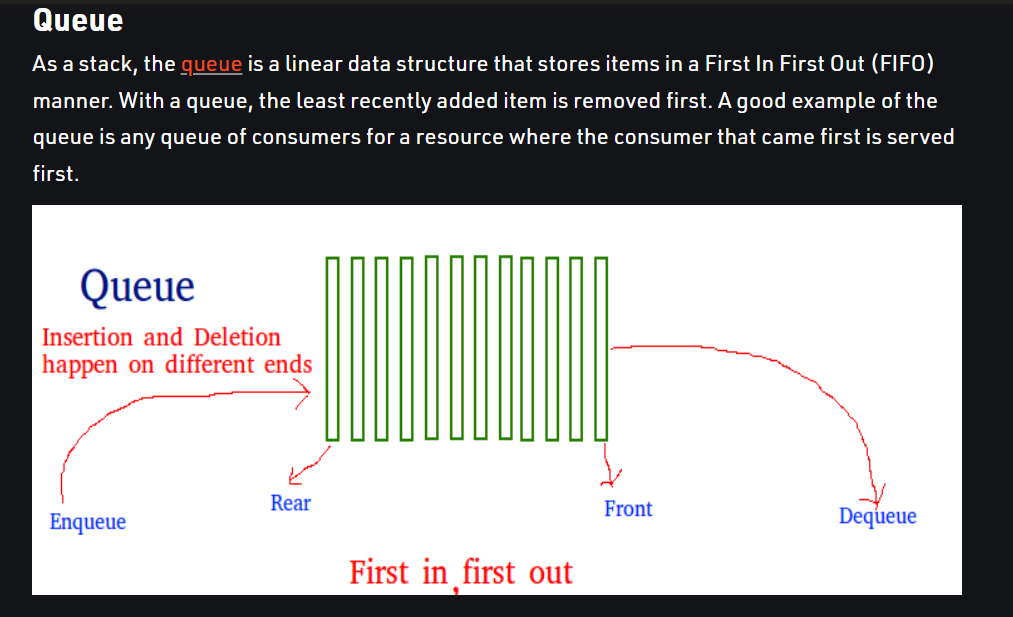 Queue
As a stack, the queue is a linear data structure that stores items in a First In First Out (FIFO)
manner. With a queue, the least recently added item is removed first. A good example of the
queue is any queue of consumers for a resource where the consumer that came first is served
first.
Queue
Insertion and Deletion
happen on different ends
Rear
Front
Enqueue
Dequeue
First in,first out